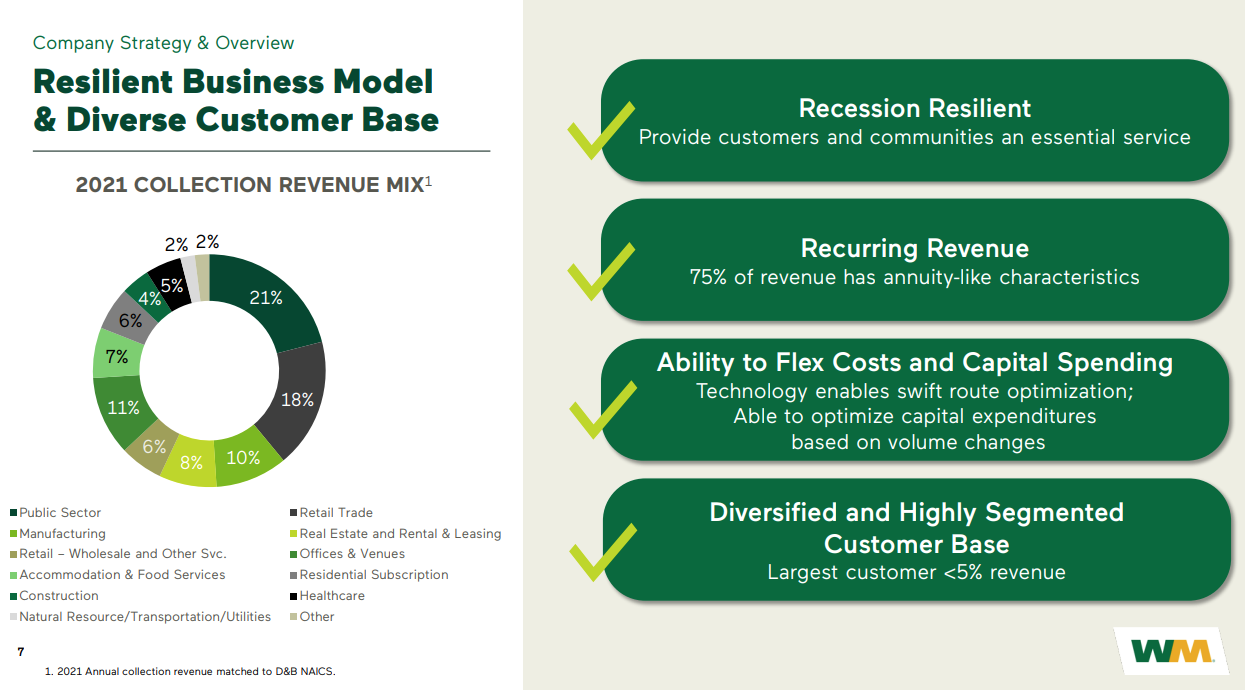 Company Strategy & Overview
Resilient Business Model
& Diverse Customer Base
2021 COLLECTION REVENUE MIX1
2% 2%
21%
5%
4%
6%
7%
18%
11%
6%
8%
10%
Public Sector
Retail Trade
Manufacturing
Real Estate and Rental & Leasing
Retail – Wholesale and Other Svc.
Offices & Venues
Accommodation & Food Services
Residential Subscription
Construction
Healthcare
Natural Resource/Transportation/Utilities
Other
7
1. 2021 Annual collection revenue matched to D&B NAICS.
Recession Resilient
Provide customers and communities an essential service
Recurring Revenue
75% of revenue has annuity-like characteristics
Ability to Flex Costs and Capital Spending
Technology enables swift route optimization;
Able to optimize capital expenditures
based on volume changes
Diversified and Highly Segmented
Customer Base
Largest customer <5% revenue
WM